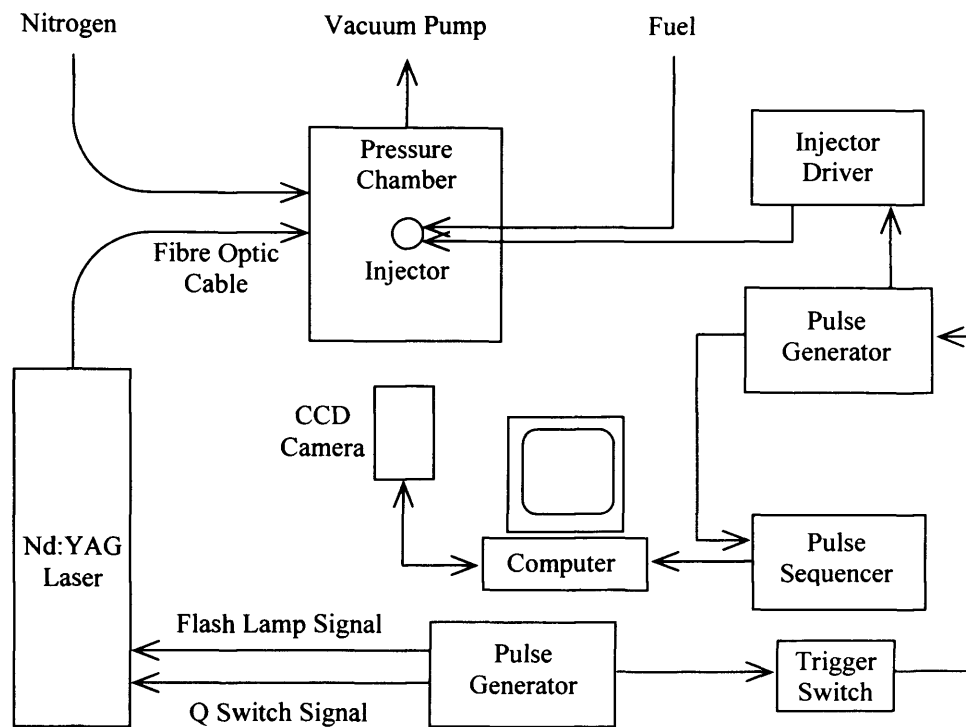 Nitrogen
Vacuum Pump
Fuel
Pressure
Chamber
Injector
Injector
Driver
Fibre Optic
Cable
Pulse
Generator
CCD
Camera
Nd:YAG
Laser
Computer
Pulse
Sequencer
Flash Lamp Signal
Q Switch Signal
Pulse
Generator
Trigger
Switch